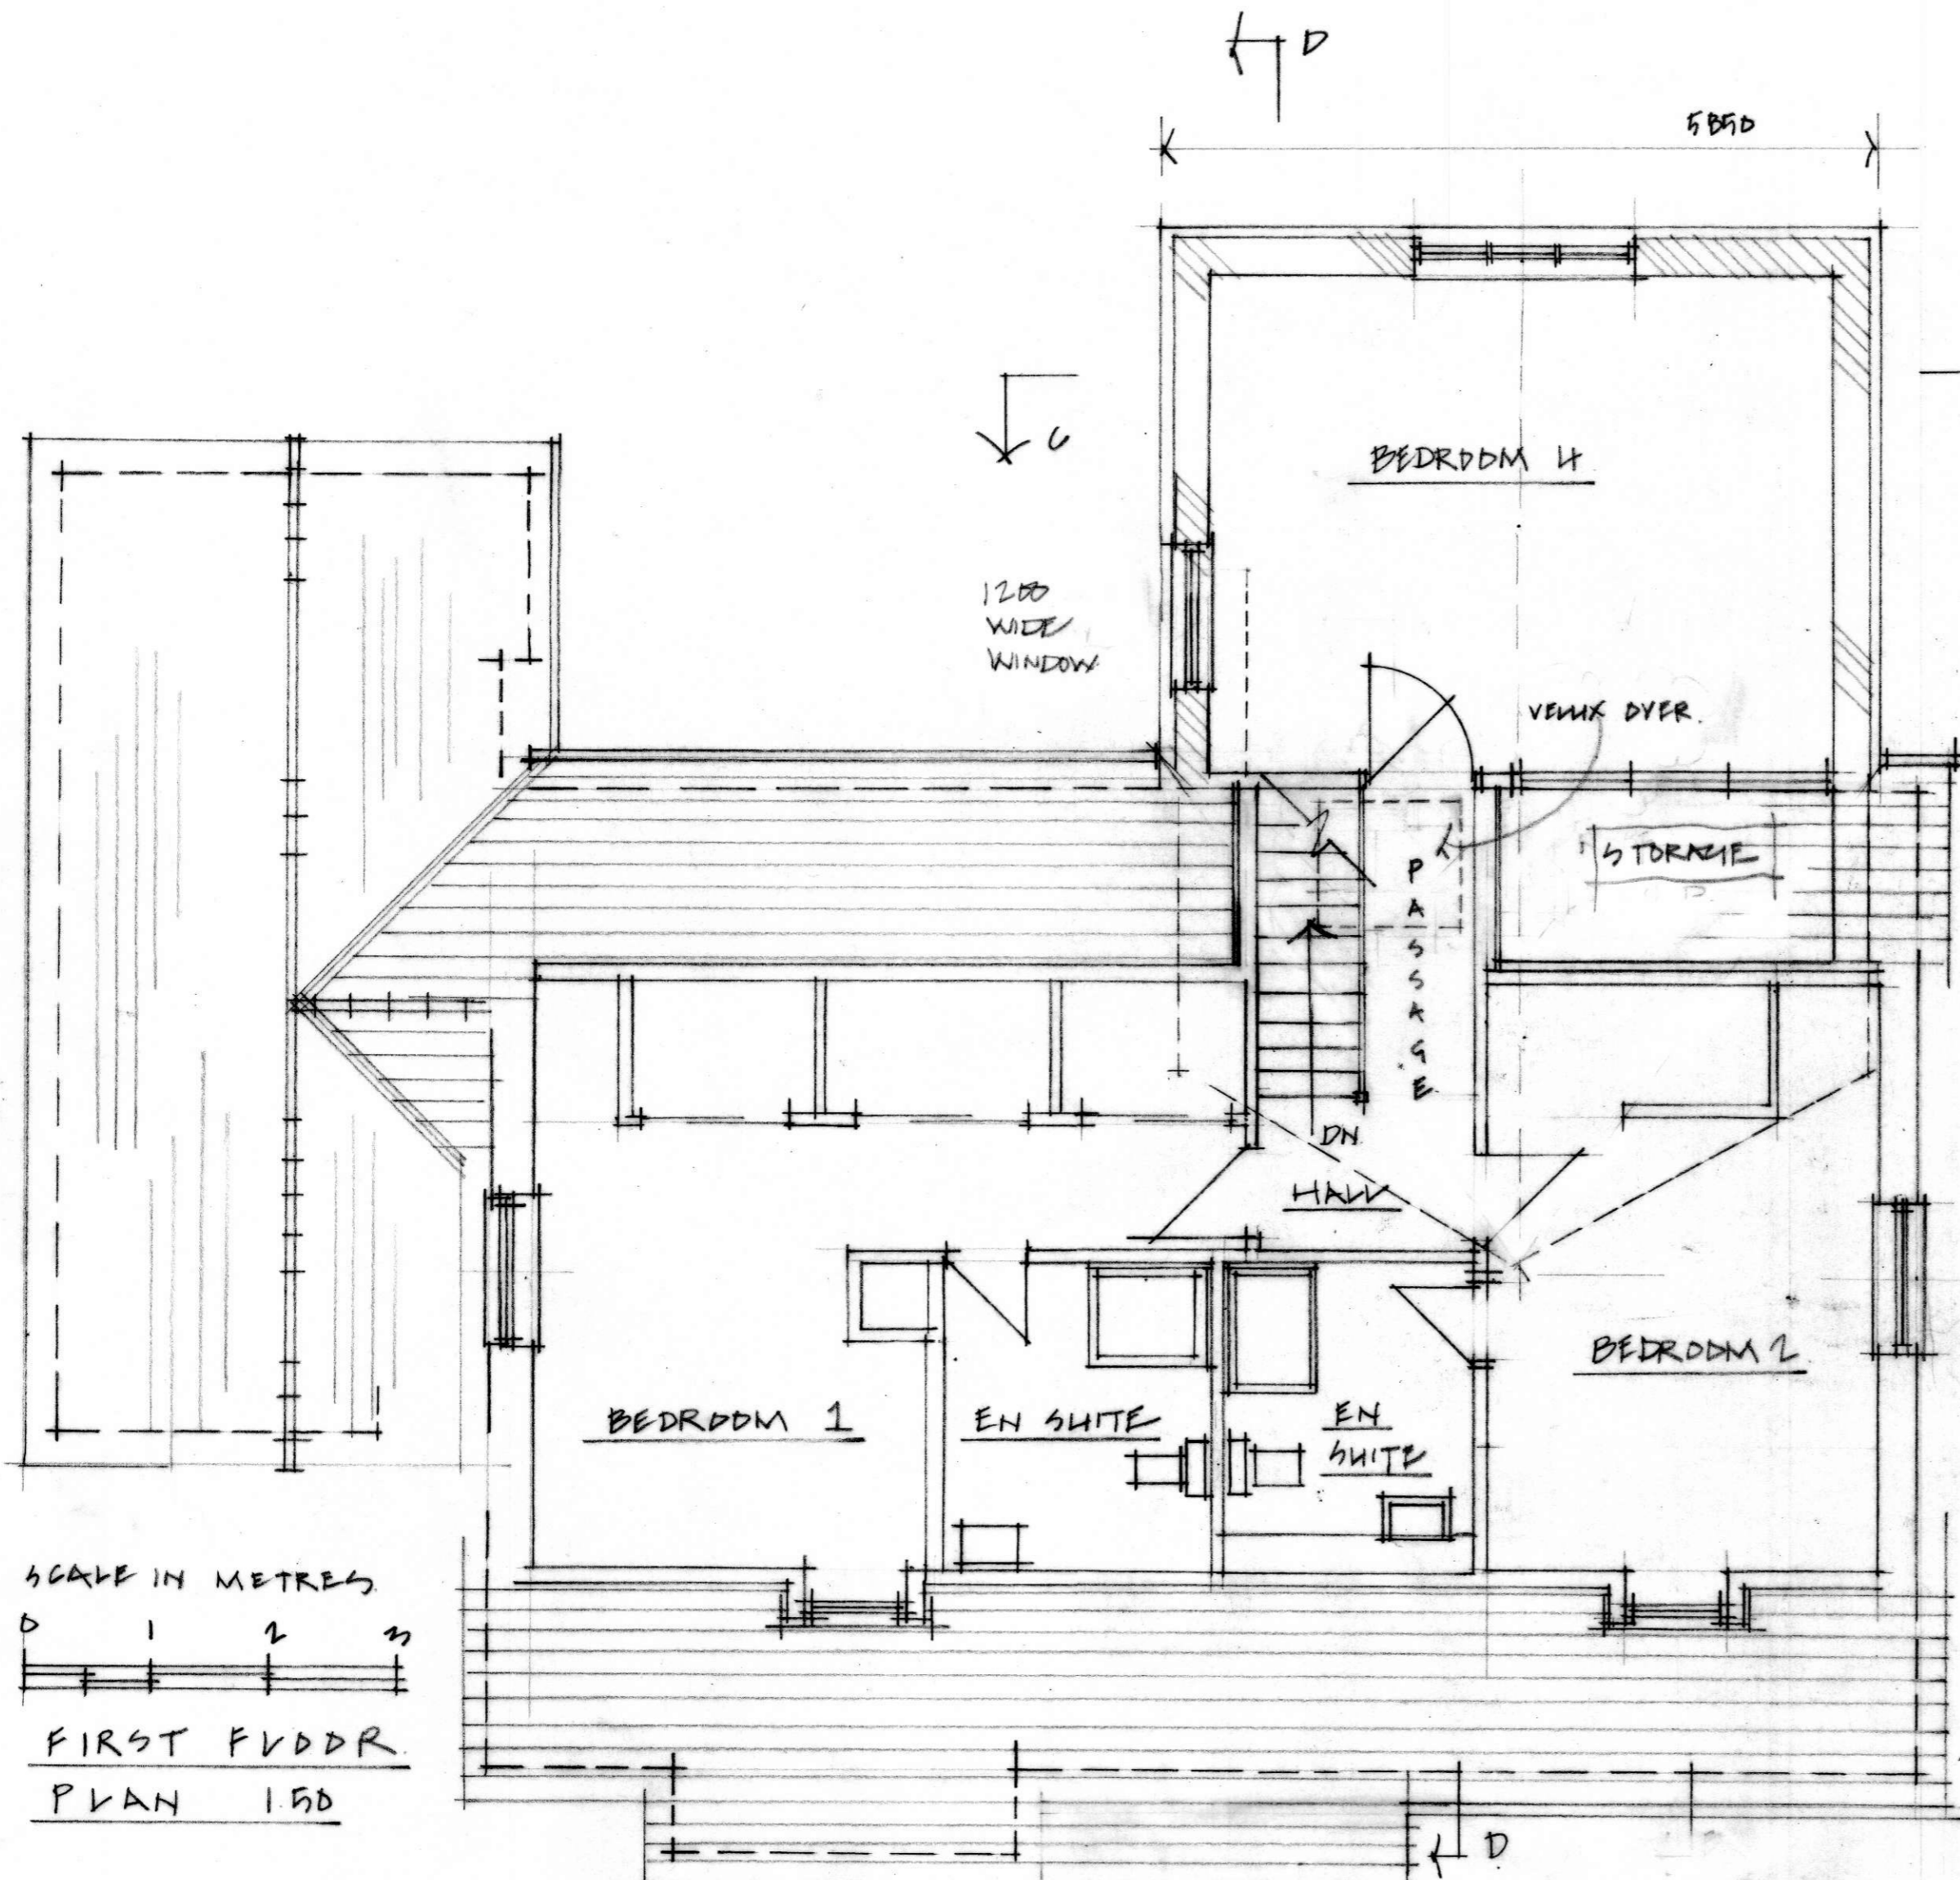 D
5850
C
BEDROOM 4
1200
WIDE
WINDOW
VELUX OVER.
STORAGE
PASSAGE
DN
HALL
BEDROOM 2
BEDROOM 1
EN SUITE
EN
SUITE
SCALE IN METRES
0 1 2 3
FIRST FLOOR
PLAN 1.50
D